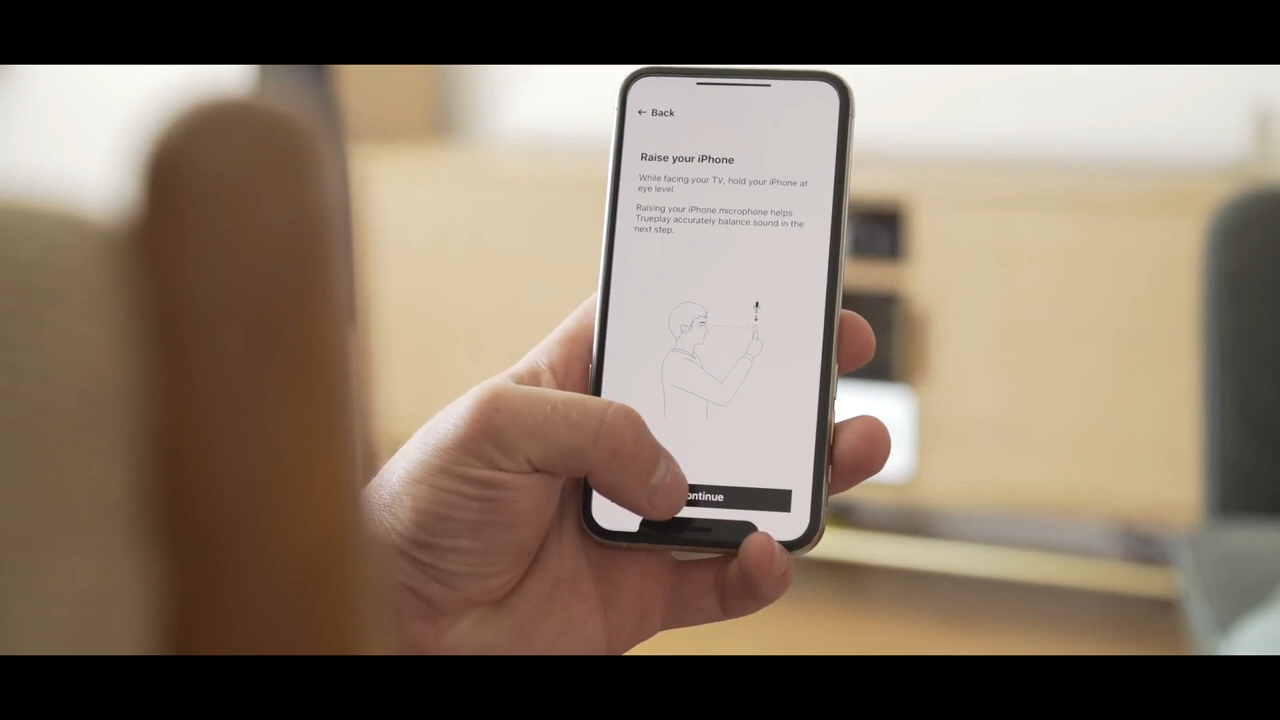 ← Back
Raise your iPhone
While facing your TV, hold your iPhone at
eye level.
Raising your iPhone microphone helps
Trueplay accurately balance sound in the
next step.
ontinue